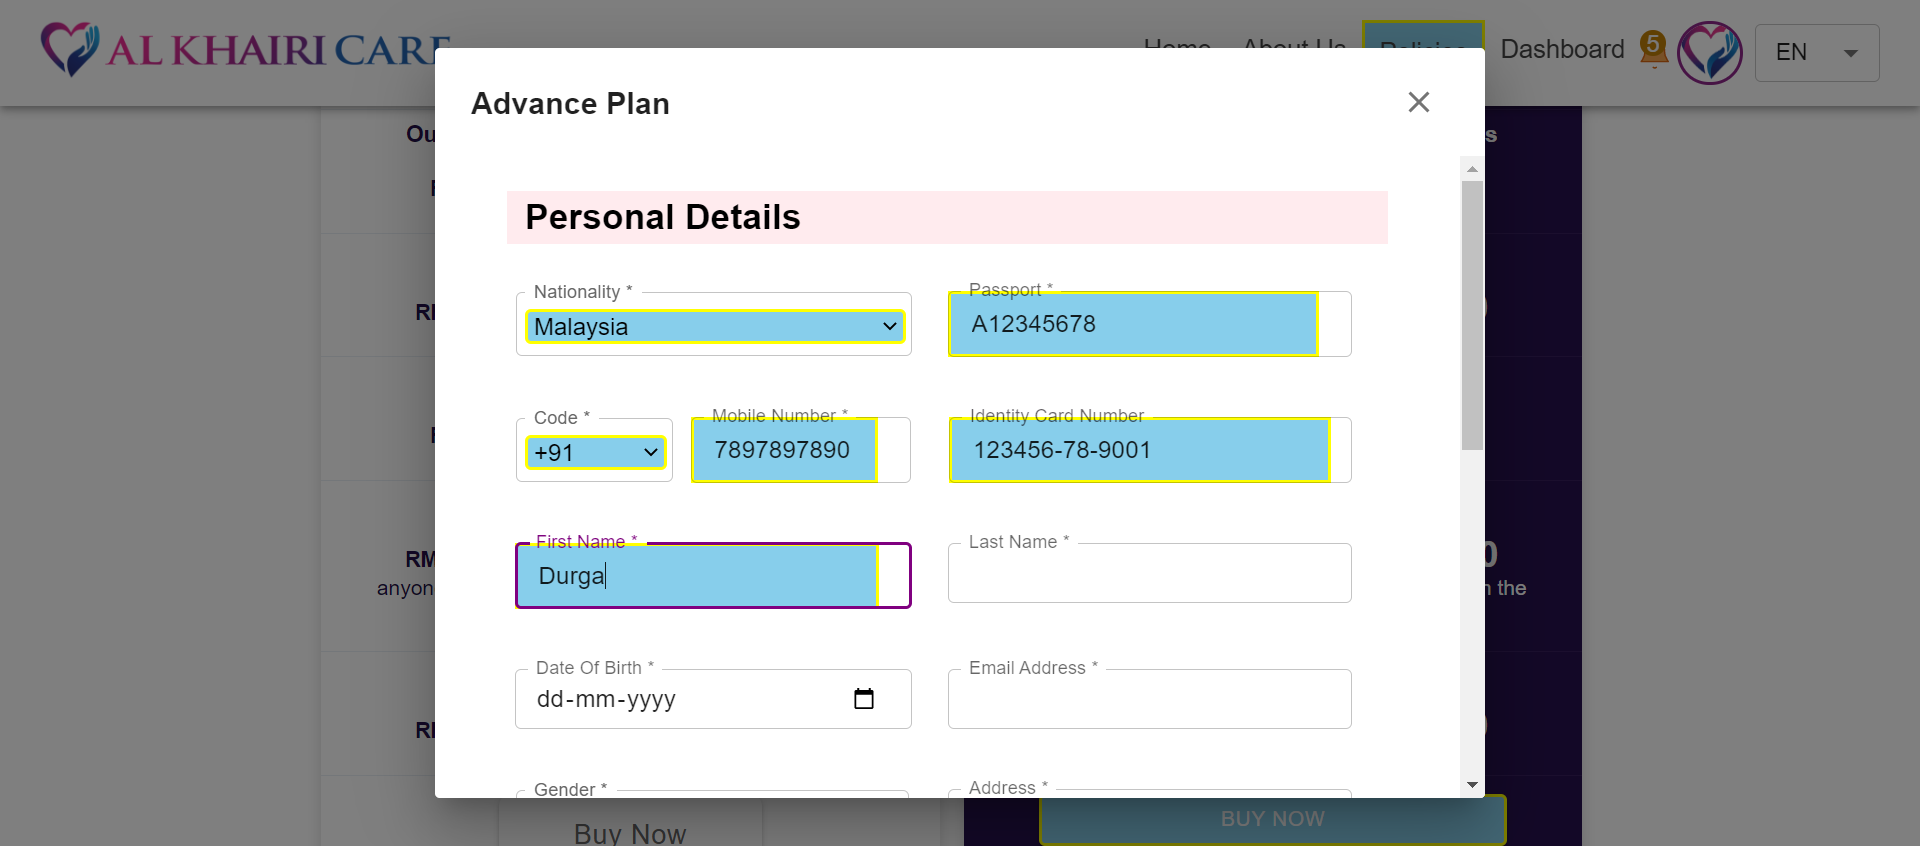 AL KHAIRI CARE
Home About Us Policies Dashboard 5 EN
Advance Plan
Personal Details
Nationality *
Malaysia
Passport *
A12345678
Code *
+91
Mobile Number *
7897897890
Identity Card Number
123456-78-9001
First Name *
Durga
Last Name *
Date Of Birth *
dd-mm-yyyy
Email Address *
Gender *
Address *
Ou
s
RM
anyon
the
Buy Now
BUY NOW